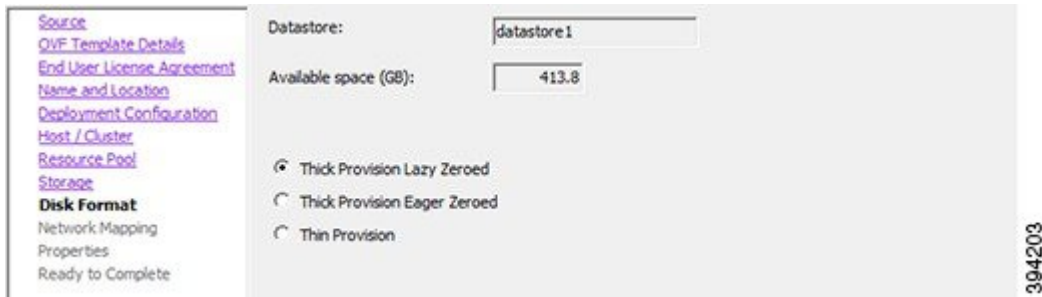 Source
OVF Template Details
End User License Agreement
Name and Location
Deployment Configuration
Host / Cluster
Resource Pool
Storage
Disk Format
Network Mapping
Properties
Ready to Complete
Datastore: datastore1
Available space (GB): 413.8
Thick Provision Lazy Zeroed
Thick Provision Eager Zeroed
Thin Provision
394203